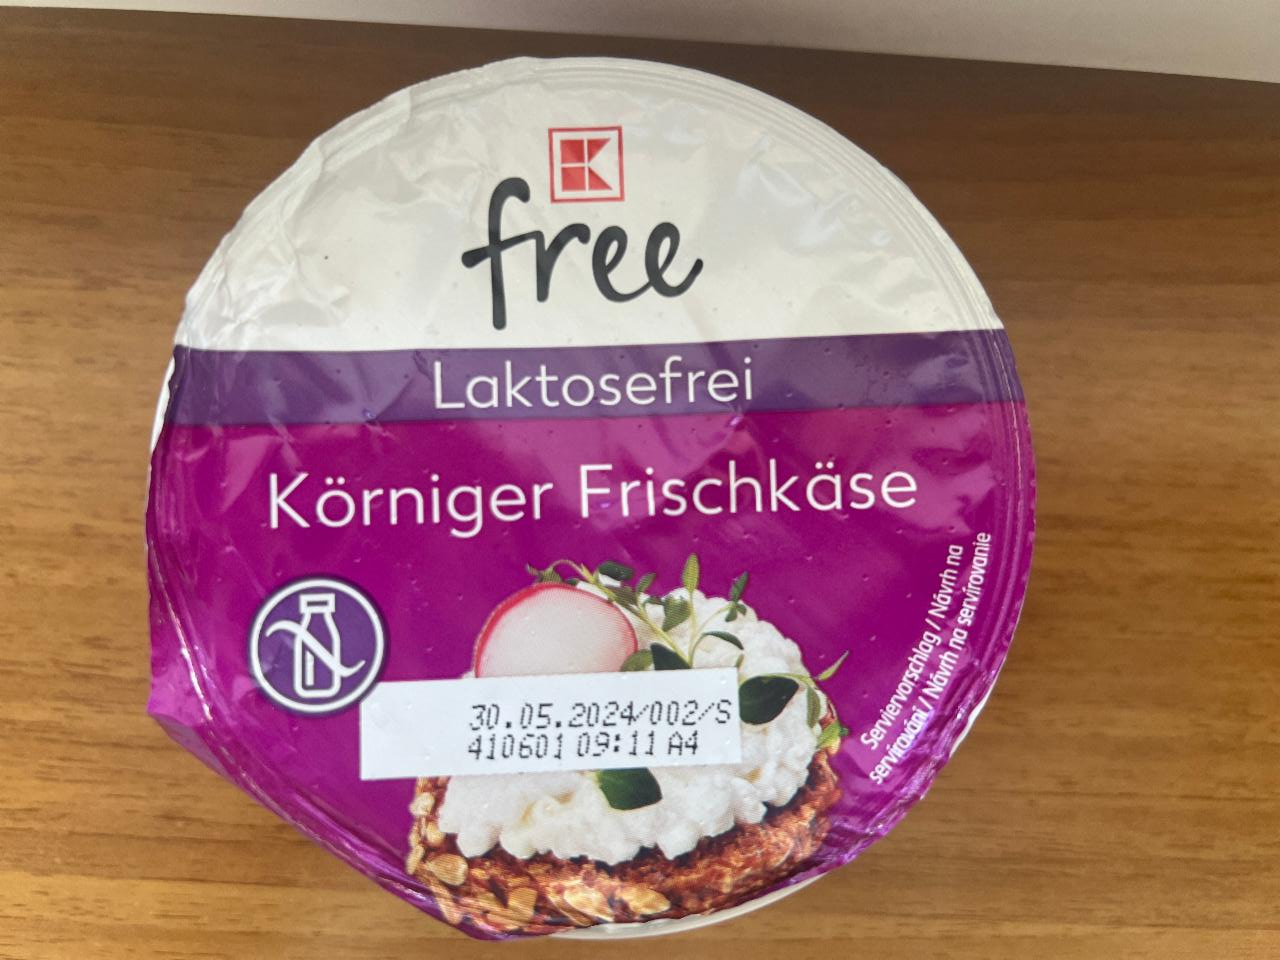 K
free
Laktosefrei
Körniger Frischkäse
Serviervorschlag / Návrh na
servírování / Návrh na servírovanie
30.05.2024/002/S
410601 09:11 A4